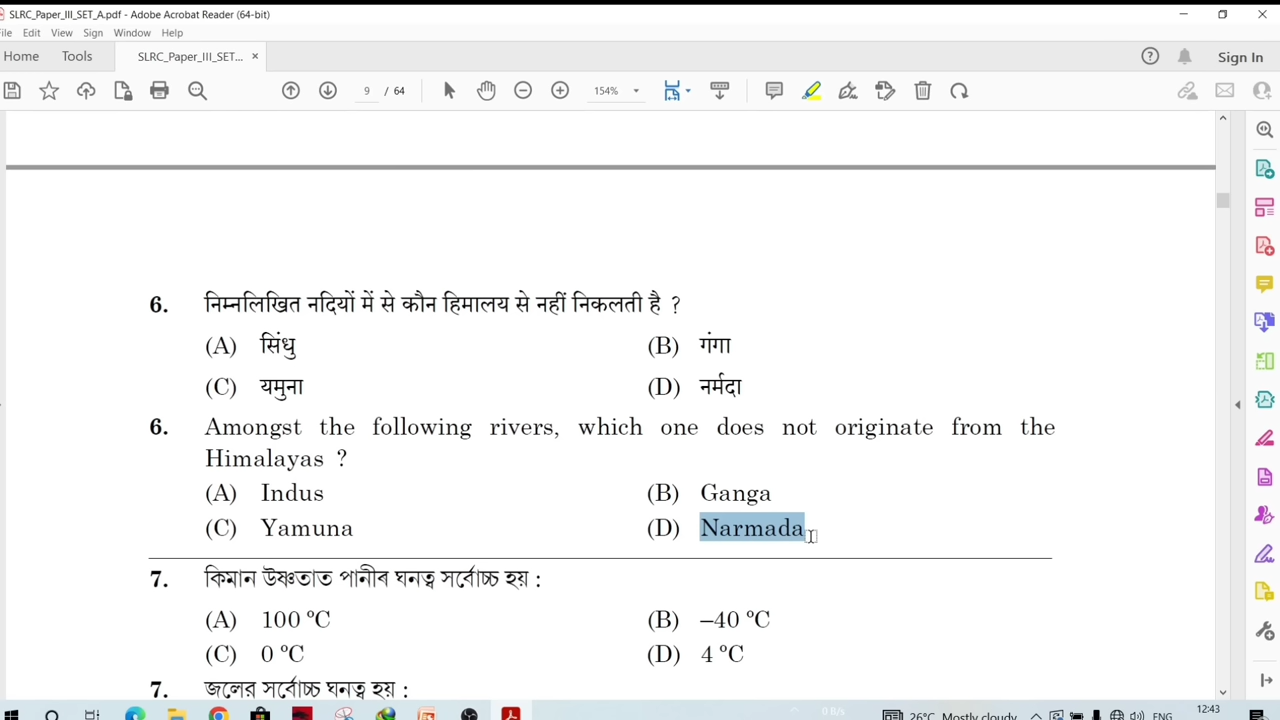 SLRC_Paper_III_SET_A.pdf - Adobe Acrobat Reader (64-bit)
File Edit View Sign Window Help
Home Tools SLRC_Paper_III_SET... × Sign In
9 / 64 154%
6. निम्नलिखित नदियों में से कौन हिमालय से नहीं निकलती है ?
(A) सिंधु (B) गंगा
(C) यमुना (D) नर्मदा
6. Amongst the following rivers, which one does not originate from the
Himalayas ?
(A) Indus (B) Ganga
(C) Yamuna (D) Narmada
7. কিমান উষ্ণতাত পানীৰ ঘনত্ব সৰ্বোচ্চ হয় :
(A) 100 °C (B) –40 °C
(C) 0 °C (D) 4 °C
7. জলের সর্বোচ্চ ঘনত্ব হয় :
26°C Mostly cloudy ENG 12:43
0 B/s